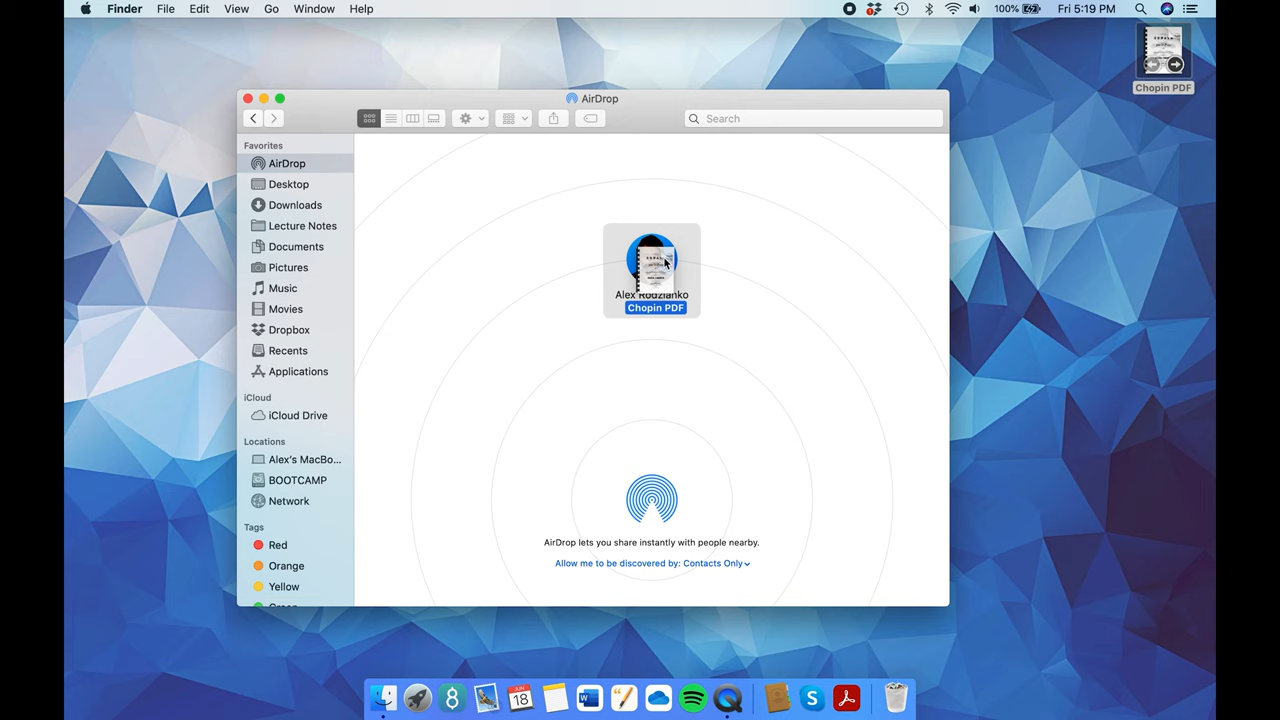 Finder File Edit View Go Window Help
100% Fri 5:19 PM
Chopin PDF
AirDrop
Search
Favorites
AirDrop
Desktop
Downloads
Lecture Notes
Documents
Pictures
Music
Movies
Dropbox
Recents
Applications
iCloud
iCloud Drive
Locations
Alex's MacBo...
BOOTCAMP
Network
Tags
Red
Orange
Yellow
Green
Alex Rodzianko
Chopin PDF
AirDrop lets you share instantly with people nearby.
Allow me to be discovered by: Contacts Only
JUN
18